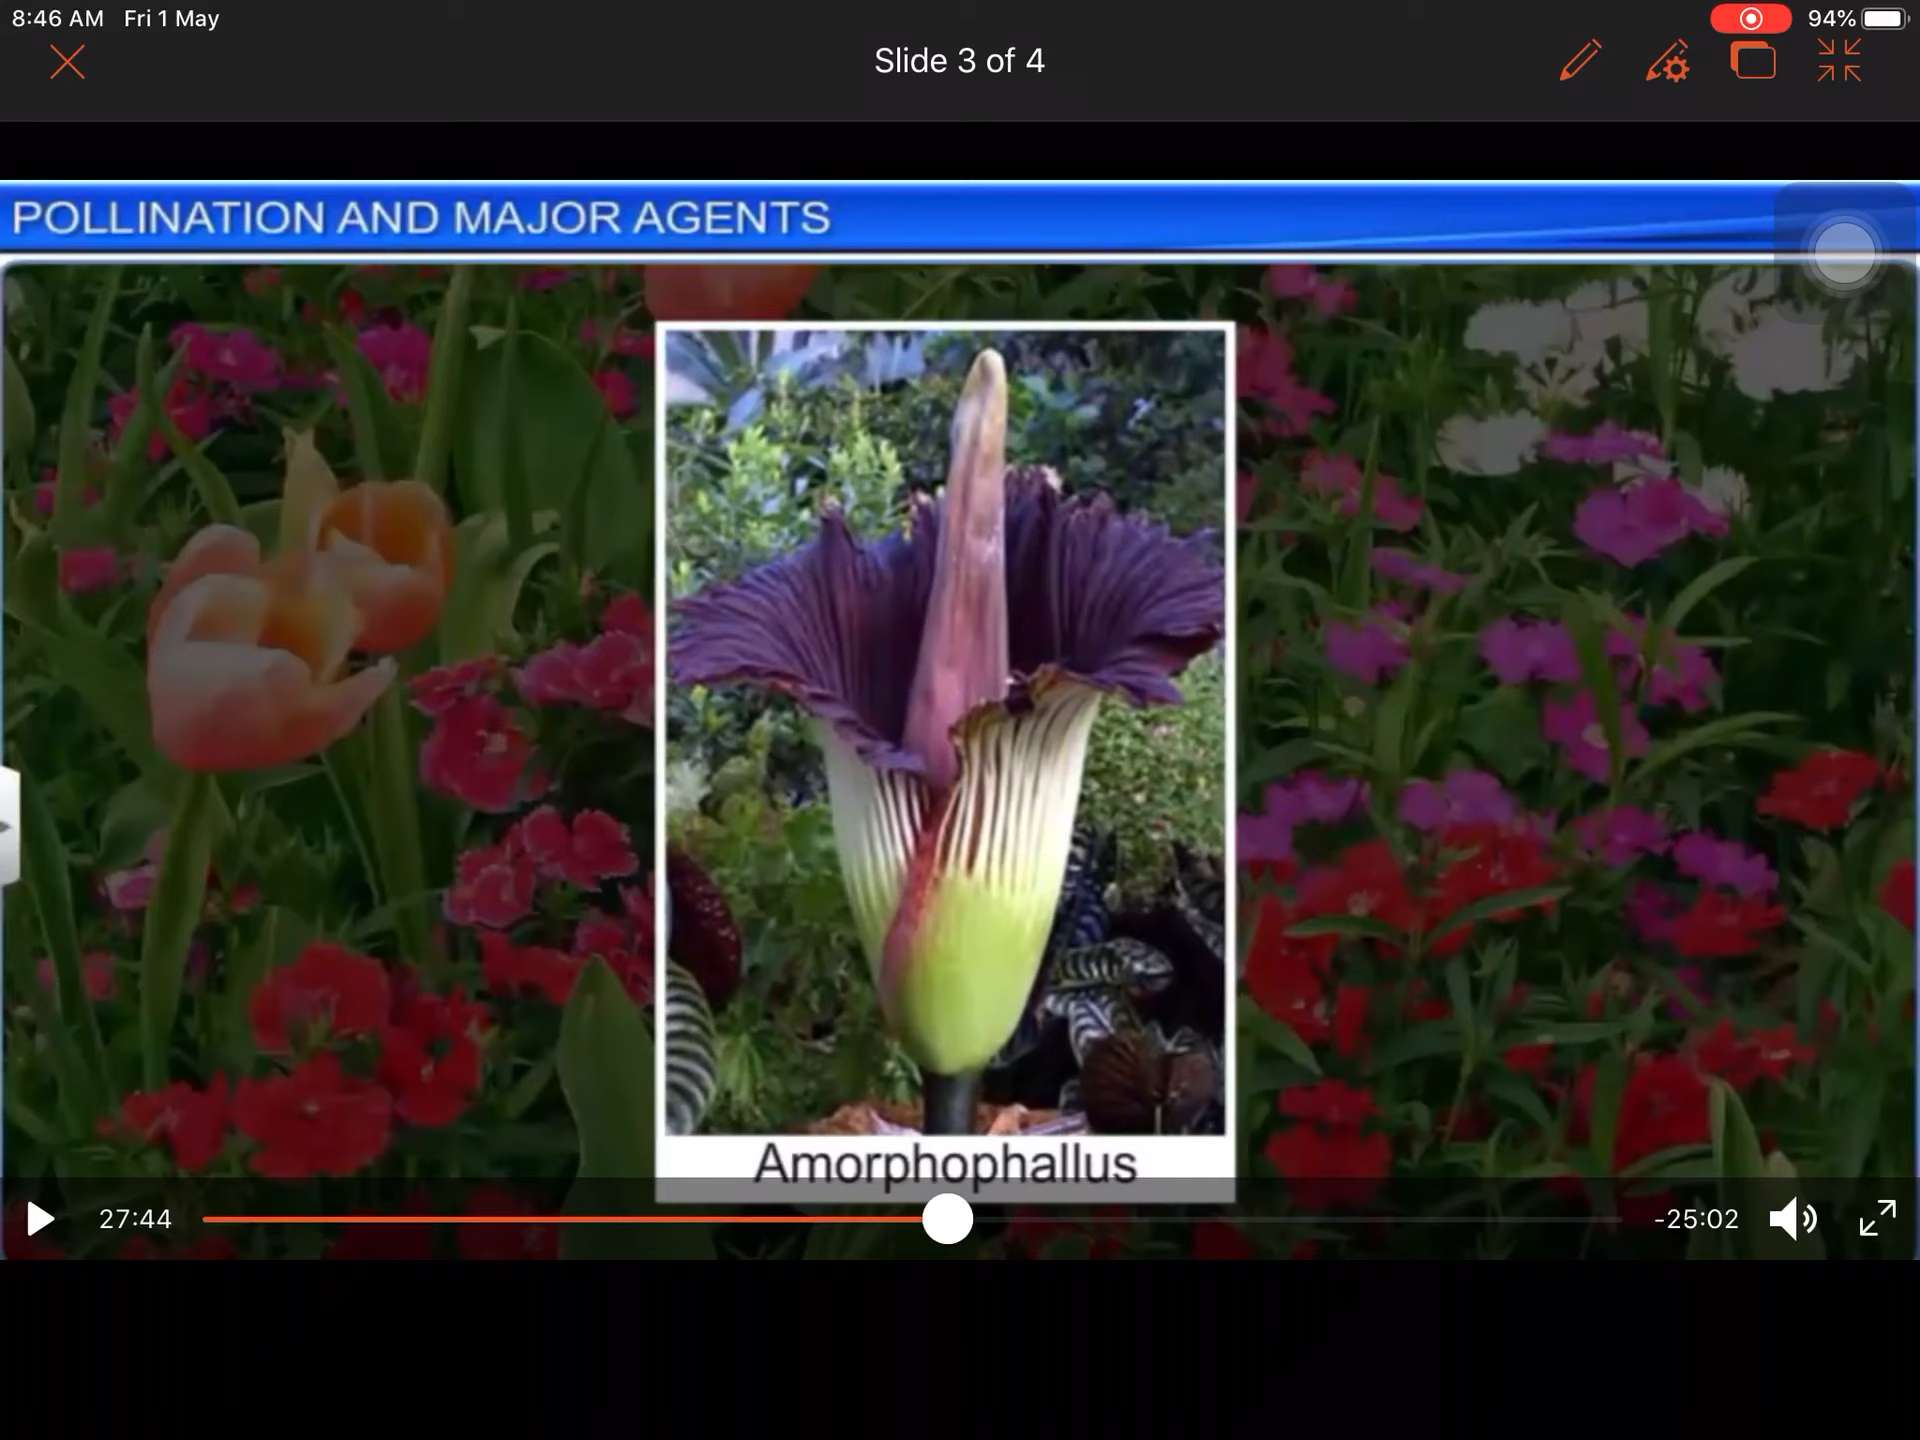 8:46 AM Fri 1 May
94%
Slide 3 of 4
POLLINATION AND MAJOR AGENTS
Amorphophallus
27:44
-25:02